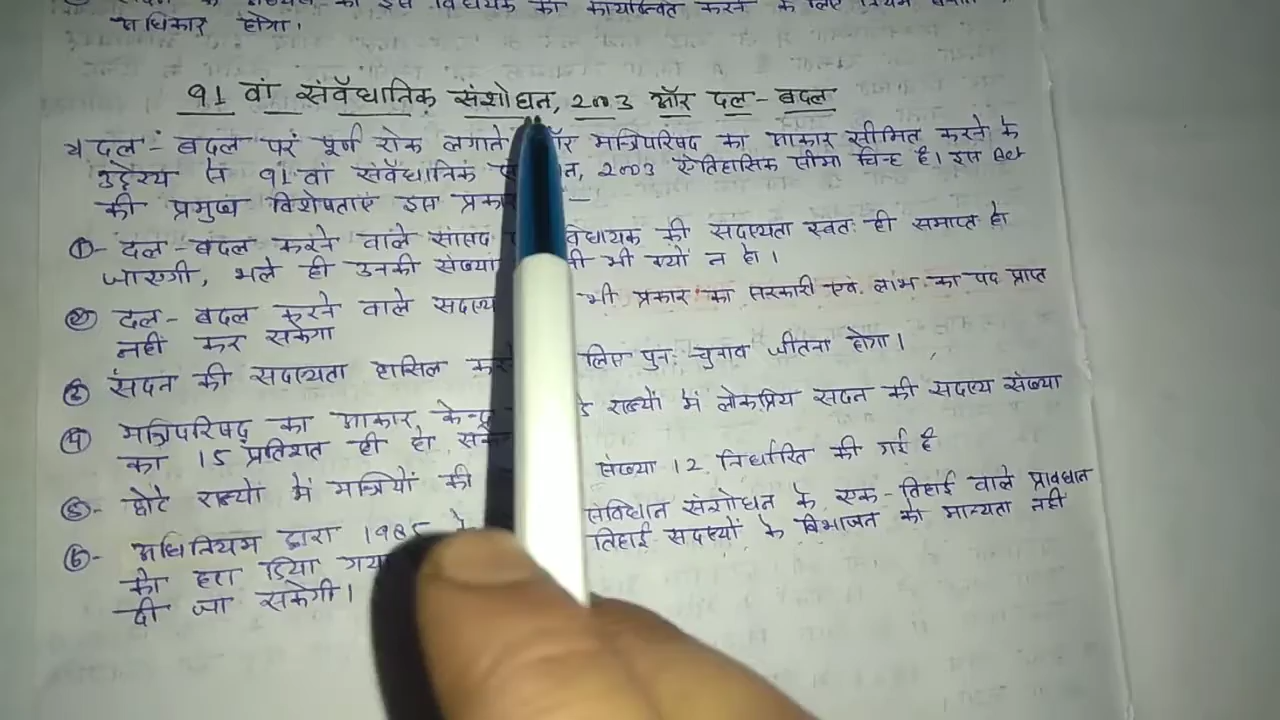 अधिकार होगा।
91 वां संवैधानिक संशोधन, 2003 और दल-बदल
दल-बदल पर पूर्ण रोक लगाते और मन्त्रिपरिषद का आकार सीमित करने के
उद्देश्य से 91 वां संवैधानिक 2003 ऐतिहासिक सीमा चिन्ह है। इस Act
की प्रमुख विशेषताएं इस प्रकार –
①- दल-बदल करने वाले सांसद विधायक की सदस्यता स्वतः ही समाप्त हो
जाएगी, भले ही उनकी संख्या भी क्यों न हो।
② दल-बदल करने वाले सदस्य भी प्रकार का सरकारी एवं लाभ का पद प्राप्त
नहीं कर सकेगा
सदन की सदस्यता हासिल लिए पुनः चुनाव जीतना होगा।
④ मन्त्रिपरिषद् का आकार, केन्द्र राज्यों में लोकप्रिय सदन की सदस्य संख्या
का 15 प्रतिशत ही हो
⑤- छोटे राज्यों में मन्त्रियों की संख्या 12 निर्धारित की गई है
⑥- अधिनियम द्वारा 1985 संविधान संशोधन के एक-तिहाई वाले प्रावधान
को हटा दिया गया तिहाई सदस्यों के विभाजन को मान्यता नहीं
दी जा सकेगी।